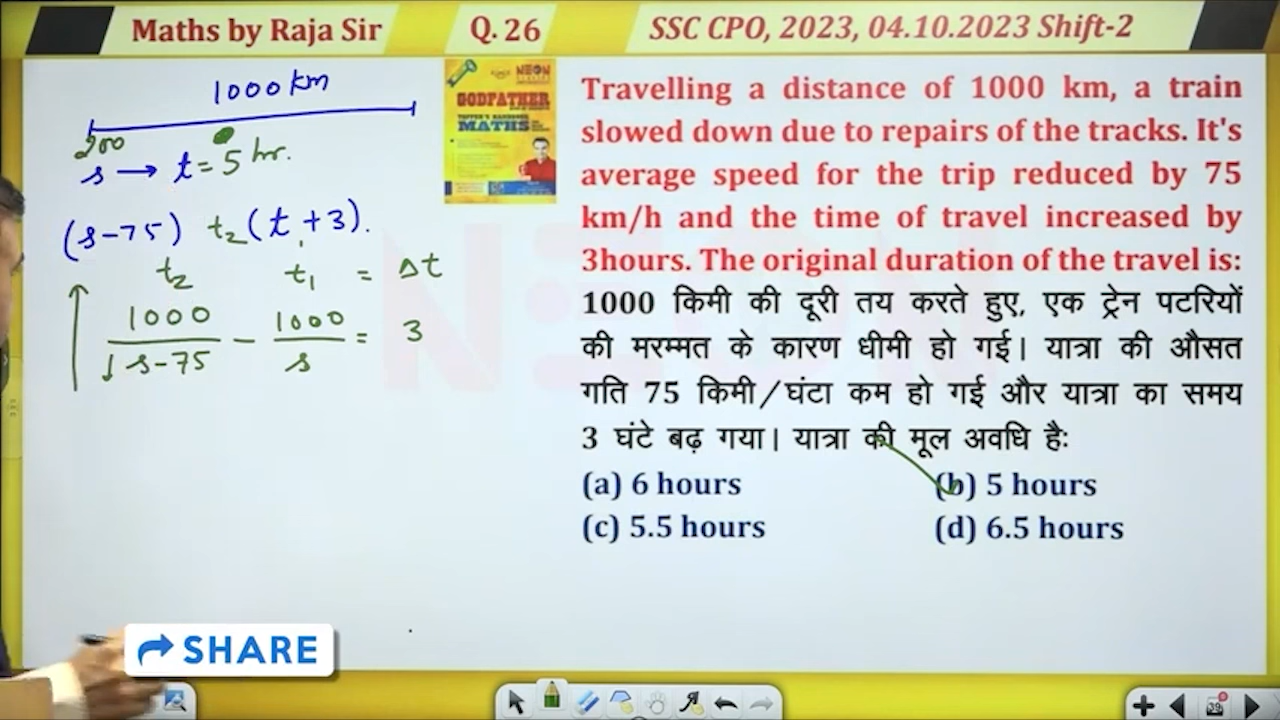 Maths by Raja Sir
Q. 26
SSC CPO, 2023, 04.10.2023 Shift-2
1000 km
200
s → t = 5 hr.
(s-75) t₂ (t + 3).
t₂ t₁ = Δt
1000/↓s-75 - 1000/s = 3
NEON
GODFATHER
MATHS
Travelling a distance of 1000 km, a train
slowed down due to repairs of the tracks. It's
average speed for the trip reduced by 75
km/h and the time of travel increased by
3hours. The original duration of the travel is:
1000 किमी की दूरी तय करते हुए, एक ट्रेन पटरियों
की मरम्मत के कारण धीमी हो गई। यात्रा की औसत
गति 75 किमी/घंटा कम हो गई और यात्रा का समय
3 घंटे बढ़ गया। यात्रा की मूल अवधि हैः
(a) 6 hours
(b) 5 hours
(c) 5.5 hours
(d) 6.5 hours
SHARE
39